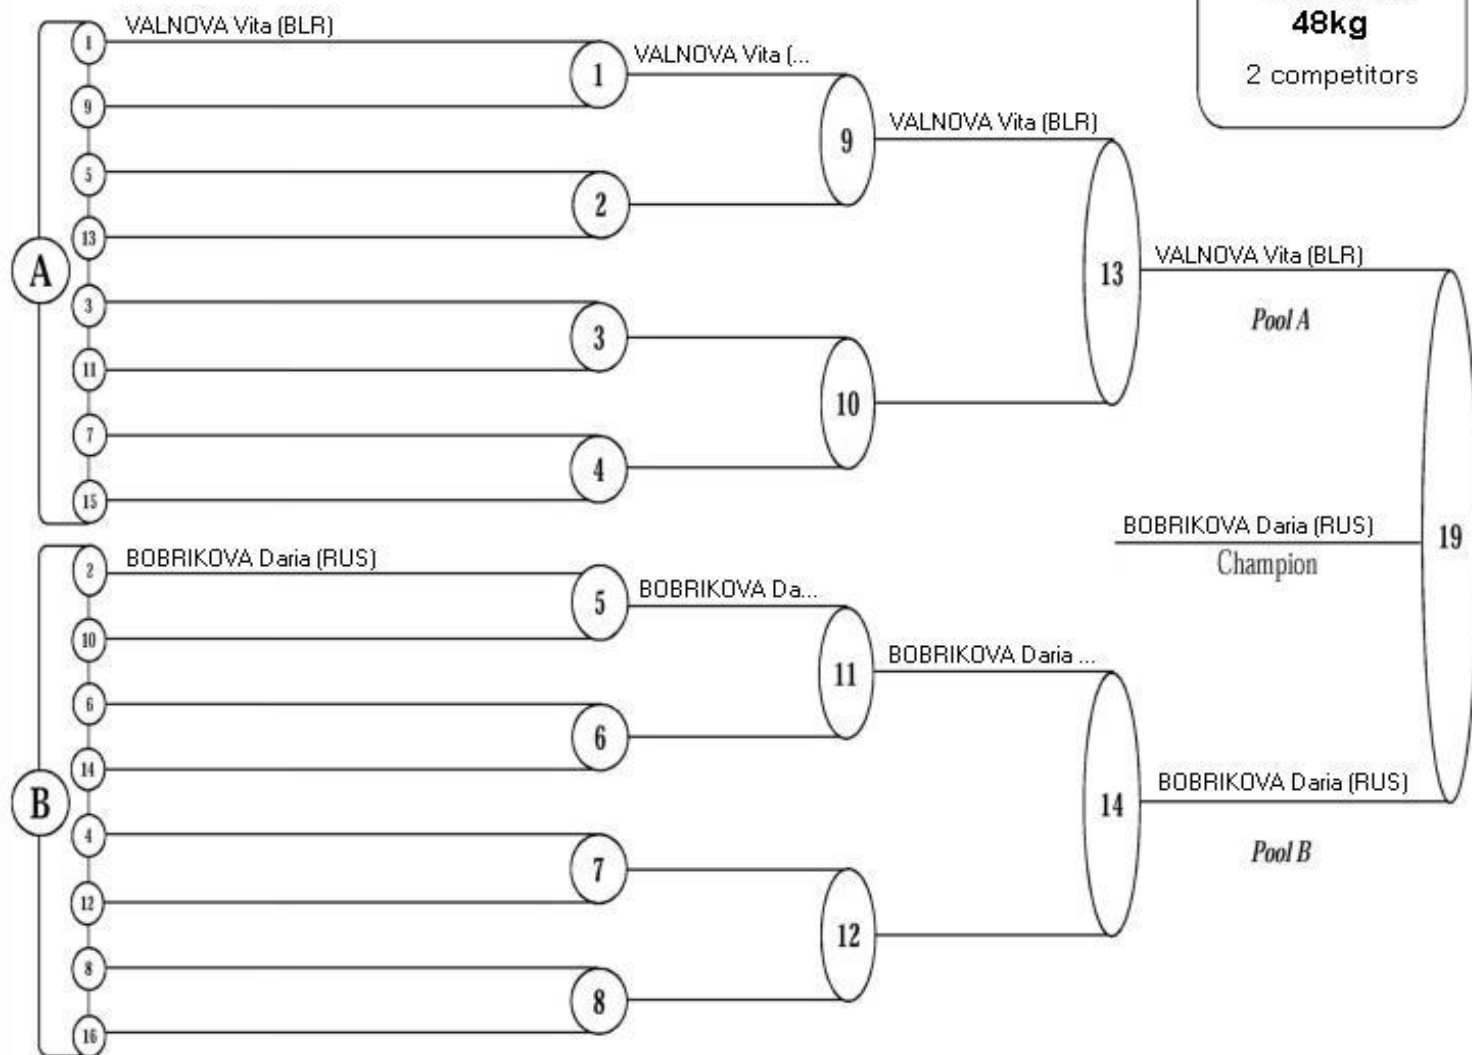 48kg
2 competitors
A
1
VALNOVA Vita (BLR)
9
5
13
3
11
7
15
1
2
3
4
VALNOVA Vita (...
9
10
VALNOVA Vita (BLR)
13
VALNOVA Vita (BLR)
Pool A
BOBRIKOVA Daria (RUS)
Champion
19
B
2
BOBRIKOVA Daria (RUS)
10
6
14
4
12
8
16
5
6
7
8
BOBRIKOVA Da...
11
12
BOBRIKOVA Daria ...
14
BOBRIKOVA Daria (RUS)
Pool B